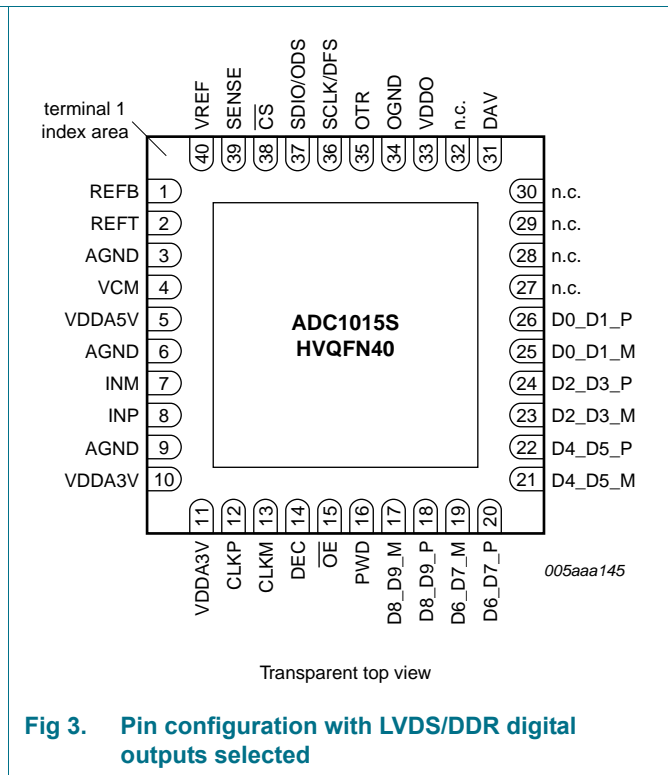 terminal 1
index area
VREF
SENSE
CS
SDIO/ODS
SCLK/DFS
OTR
OGND
VDDO
n.c.
DAV
40
39
38
37
36
35
34
33
32
31
REFB 1
REFT 2
AGND 3
VCM 4
VDDA5V 5
AGND 6
INM 7
INP 8
AGND 9
VDDA3V 10
ADC1015S
HVQFN40
30 n.c.
29 n.c.
28 n.c.
27 n.c.
26 D0_D1_P
25 D0_D1_M
24 D2_D3_P
23 D2_D3_M
22 D4_D5_P
21 D4_D5_M
11
12
13
14
15
16
17
18
19
20
VDDA3V
CLKP
CLKM
DEC
OE
PWD
D8_D9_M
D8_D9_P
D6_D7_M
D6_D7_P
005aaa145
Transparent top view
Fig 3. Pin configuration with LVDS/DDR digital
outputs selected